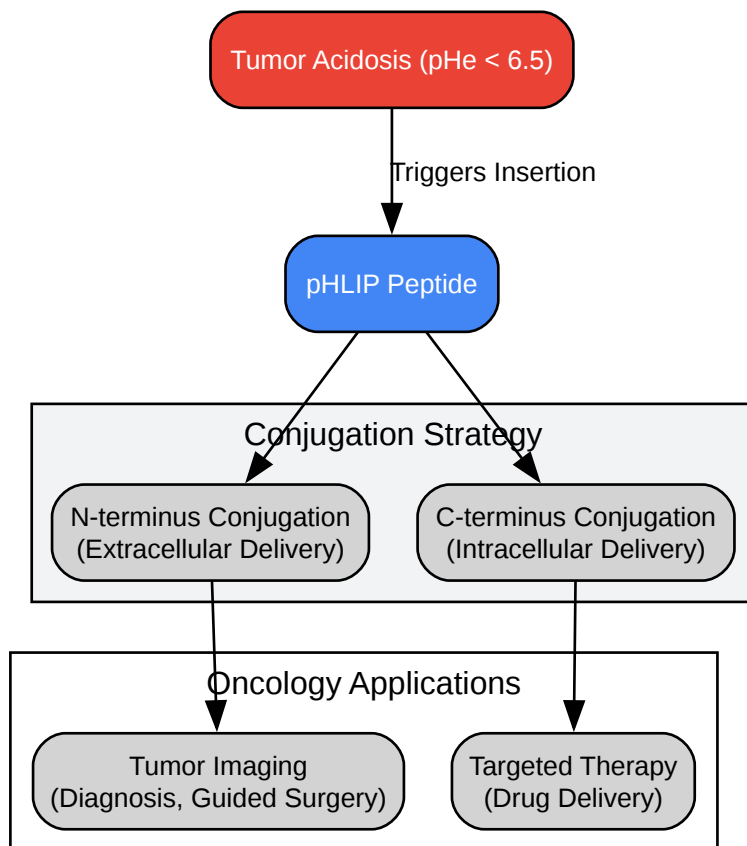 Tumor Acidosis (pHe < 6.5)
Triggers Insertion
pHLIP Peptide
Conjugation Strategy
N-terminus Conjugation
(Extracellular Delivery)
C-terminus Conjugation
(Intracellular Delivery)
Oncology Applications
Tumor Imaging
(Diagnosis, Guided Surgery)
Targeted Therapy
(Drug Delivery)